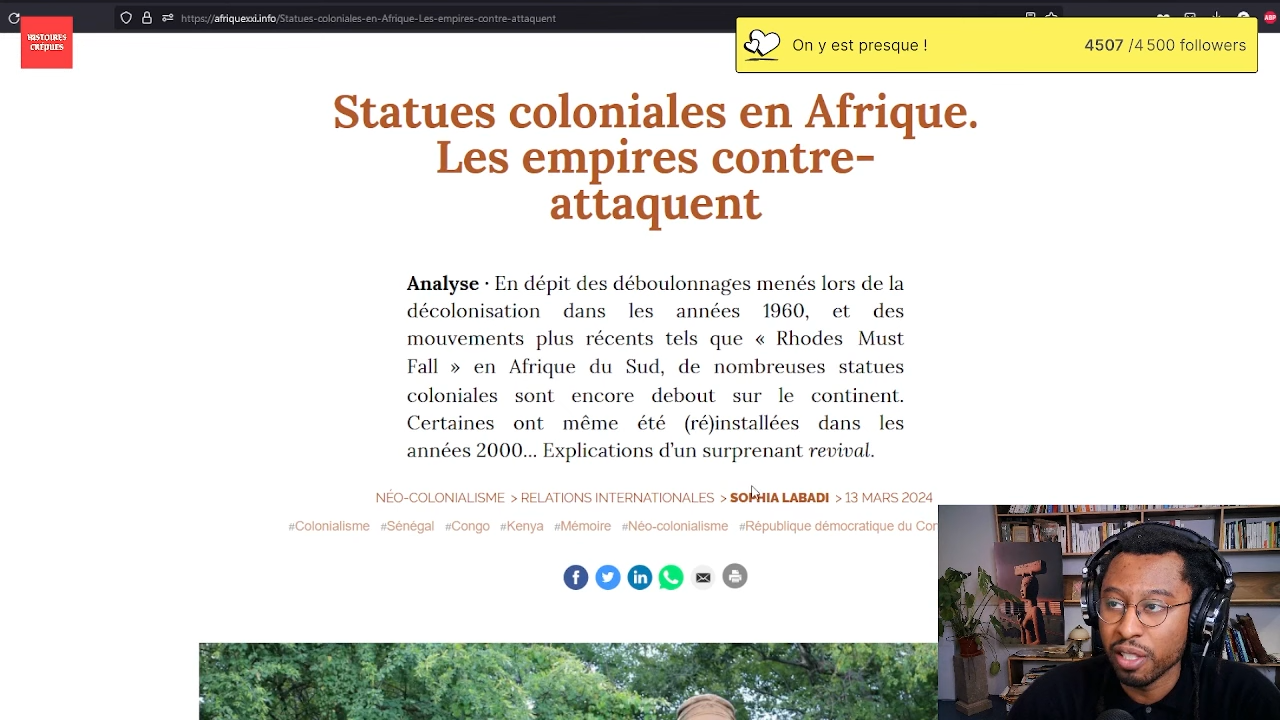 https://afriquexxi.info/Statues-coloniales-en-Afrique-Les-empires-contre-attaquent
ABP
HISTOIRES
CRÉPUES
On y est presque !
4507 /4 500 followers
Statues coloniales en Afrique.
Les empires contre-
attaquent
Analyse · En dépit des déboulonnages menés lors de la
décolonisation dans les années 1960, et des
mouvements plus récents tels que « Rhodes Must
Fall » en Afrique du Sud, de nombreuses statues
coloniales sont encore debout sur le continent.
Certaines ont même été (ré)installées dans les
années 2000... Explications d’un surprenant revival.
NÉO-COLONIALISME > RELATIONS INTERNATIONALES > SOPHIA LABADI > 13 MARS 2024
#Colonialisme #Sénégal #Congo #Kenya #Mémoire #Néo-colonialisme #République démocratique du Con